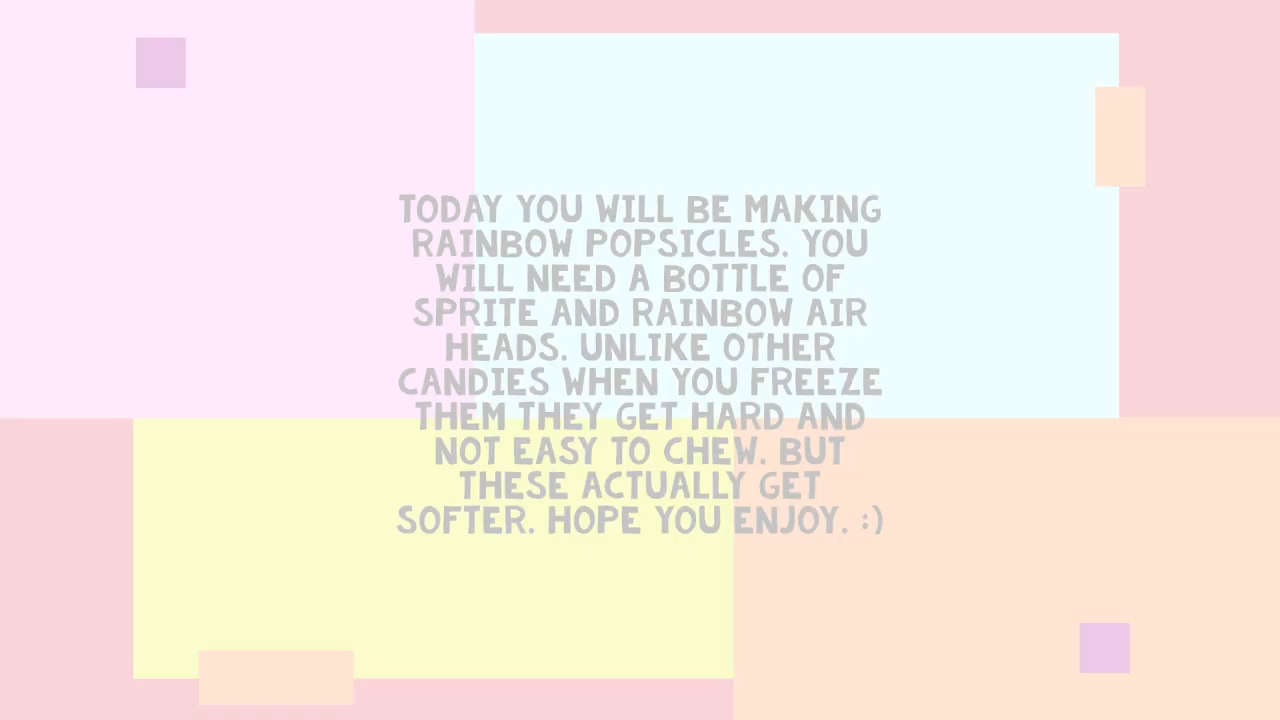 TODAY YOU WILL BE MAKING
RAINBOW POPSICLES. YOU
WILL NEED A BOTTLE OF
SPRITE AND RAINBOW AIR
HEADS. UNLIKE OTHER
CANDIES WHEN YOU FREEZE
THEM THEY GET HARD AND
NOT EASY TO CHEW. BUT
THESE ACTUALLY GET
SOFTER. HOPE YOU ENJOY. :)